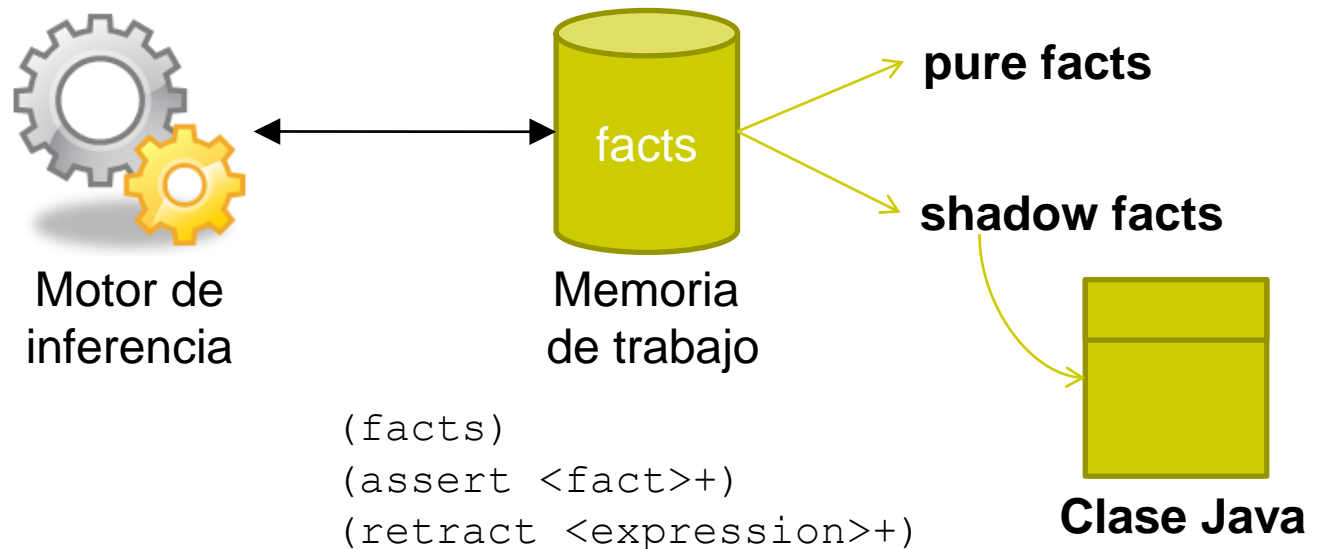 pure facts
facts
shadow facts
Motor de
inferencia
Memoria
de trabajo
(facts)
(assert <fact>+)
(retract <expression>+)
Clase Java